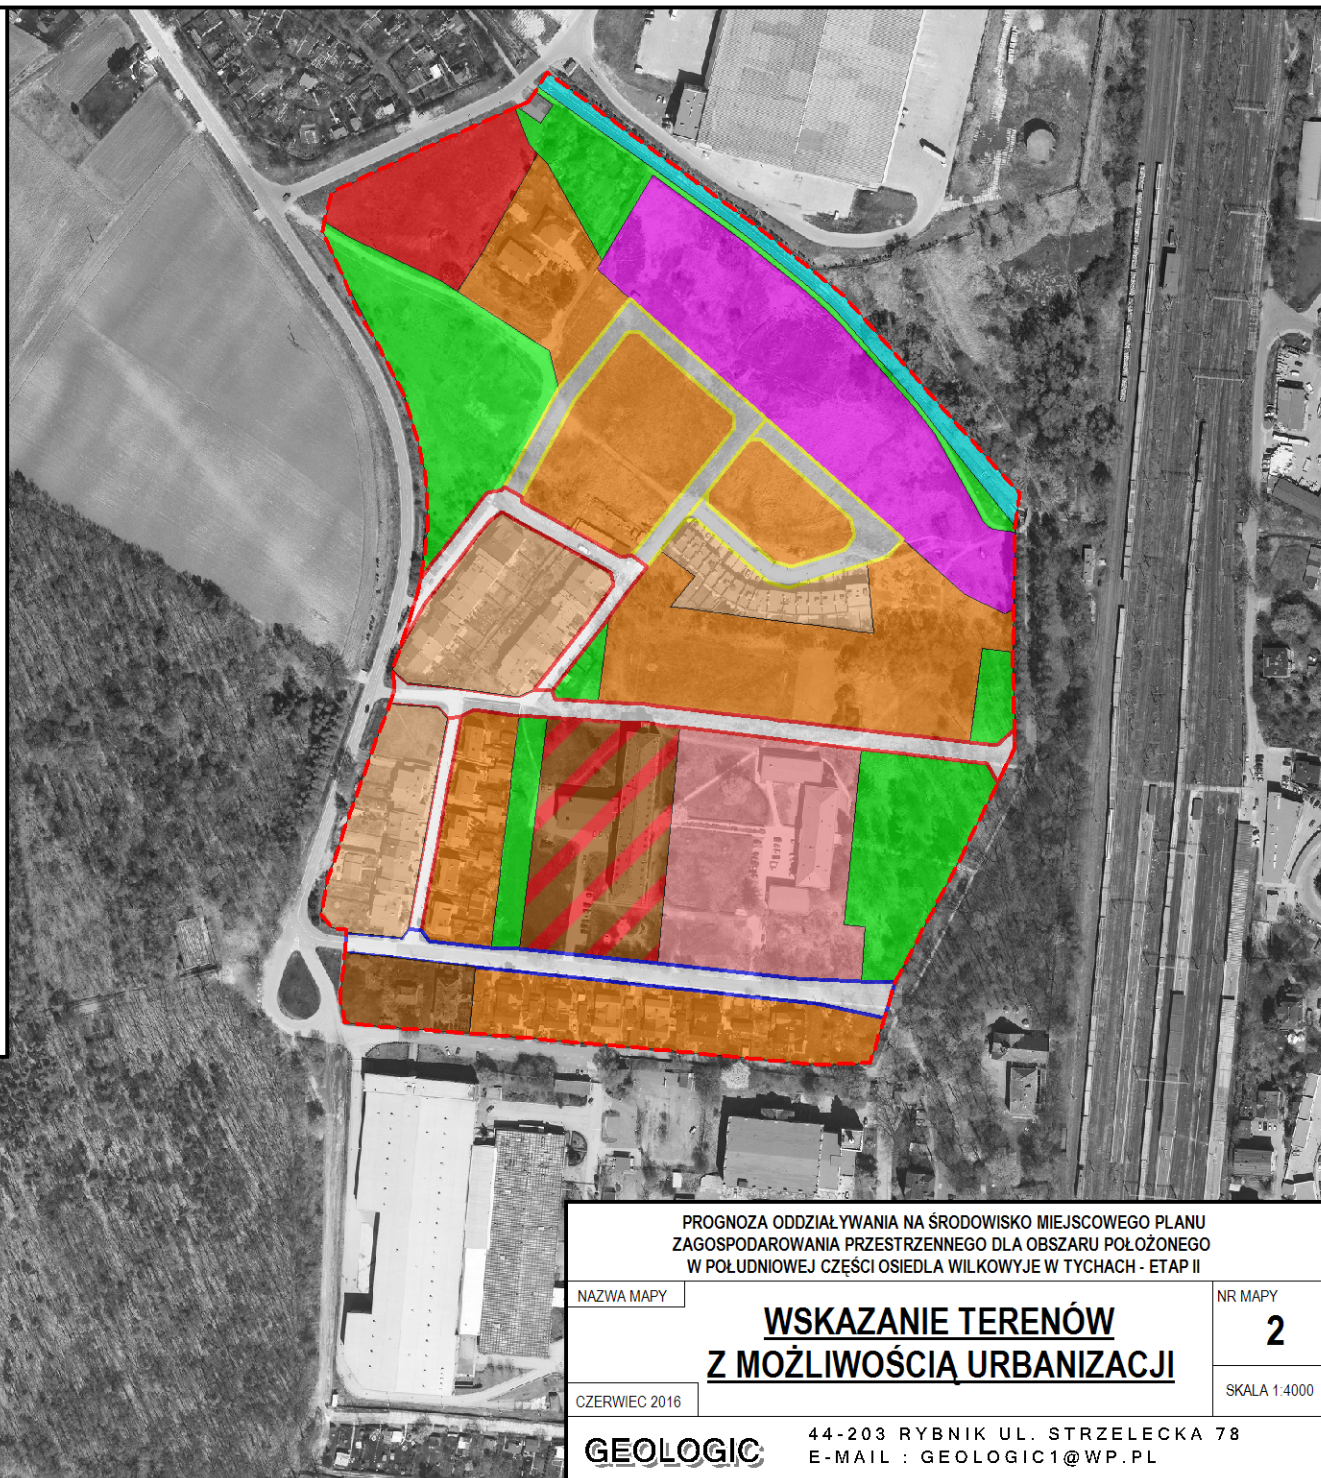 PROGNOZA ODDZIAŁYWANIA NA ŚRODOWISKO MIEJSCOWEGO PLANU
ZAGOSPODAROWANIA PRZESTRZENNEGO DLA OBSZARU POŁOŻONEGO
W POŁUDNIOWEJ CZĘŚCI OSIEDLA WILKOWYJE W TYCHACH - ETAP II
NAZWA MAPY
WSKAZANIE TERENÓW
Z MOŻLIWOŚCIĄ URBANIZACJI
NR MAPY
2
CZERWIEC 2016
SKALA 1:4000
GEOLOGIC
44-203 RYBNIK UL. STRZELECKA 78
E-MAIL : GEOLOGIC1@WP.PL